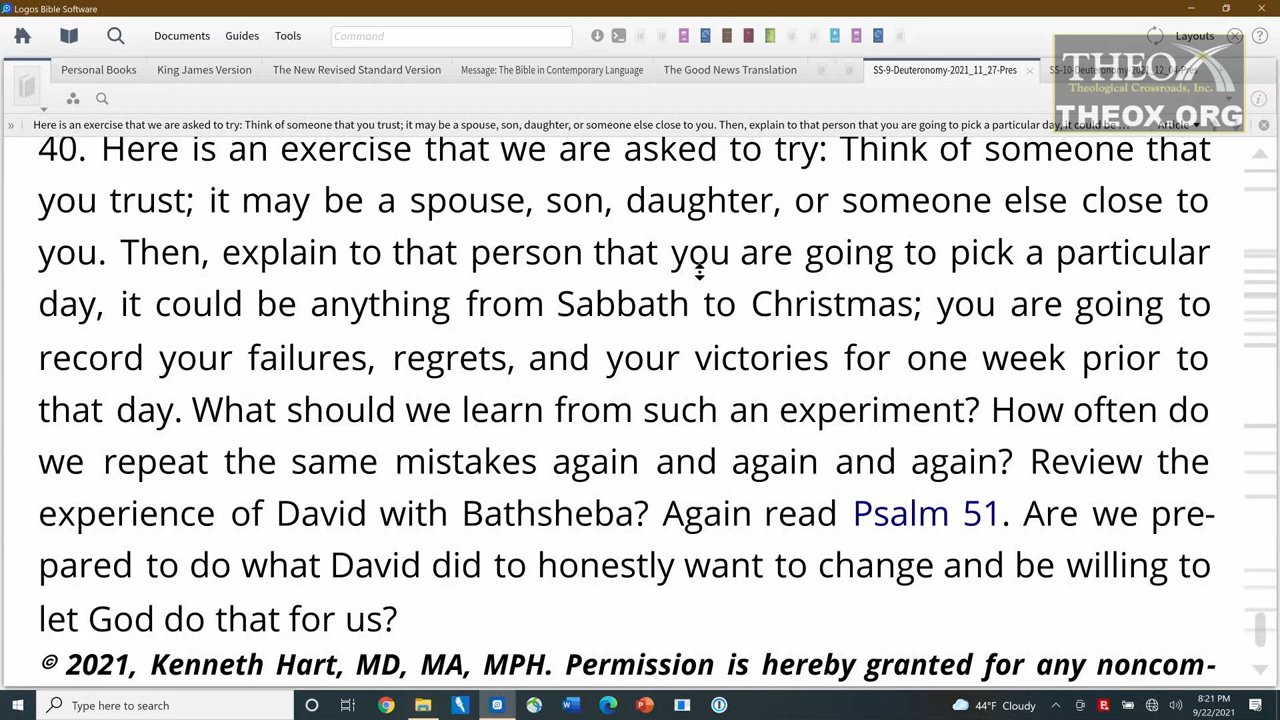 Logos Bible Software
Documents Guides Tools Command Layouts
Personal Books King James Version The New Revised Standard Message: The Bible in Contemporary Language The Good News Translation SS-9-Deuteronomy-2021_11_27-Pres SS-10-Deuteronomy-2021_12_04-Pres
THEOX
Theological Crossroads, Inc.
THEOX.ORG
» Here is an exercise that we are asked to try: Think of someone that you trust; it may be a spouse, son, daughter, or someone else close to you. Then, explain to that person that you are going to pick a particular day, it could be ... Article
40. Here is an exercise that we are asked to try: Think of someone that
you trust; it may be a spouse, son, daughter, or someone else close to
you. Then, explain to that person that you are going to pick a particular
day, it could be anything from Sabbath to Christmas; you are going to
record your failures, regrets, and your victories for one week prior to
that day. What should we learn from such an experiment? How often do
we repeat the same mistakes again and again and again? Review the
experience of David with Bathsheba? Again read Psalm 51. Are we pre-
pared to do what David did to honestly want to change and be willing to
let God do that for us?
© 2021, Kenneth Hart, MD, MA, MPH. Permission is hereby granted for any noncom-
Type here to search 44°F Cloudy 8:21 PM
9/22/2021